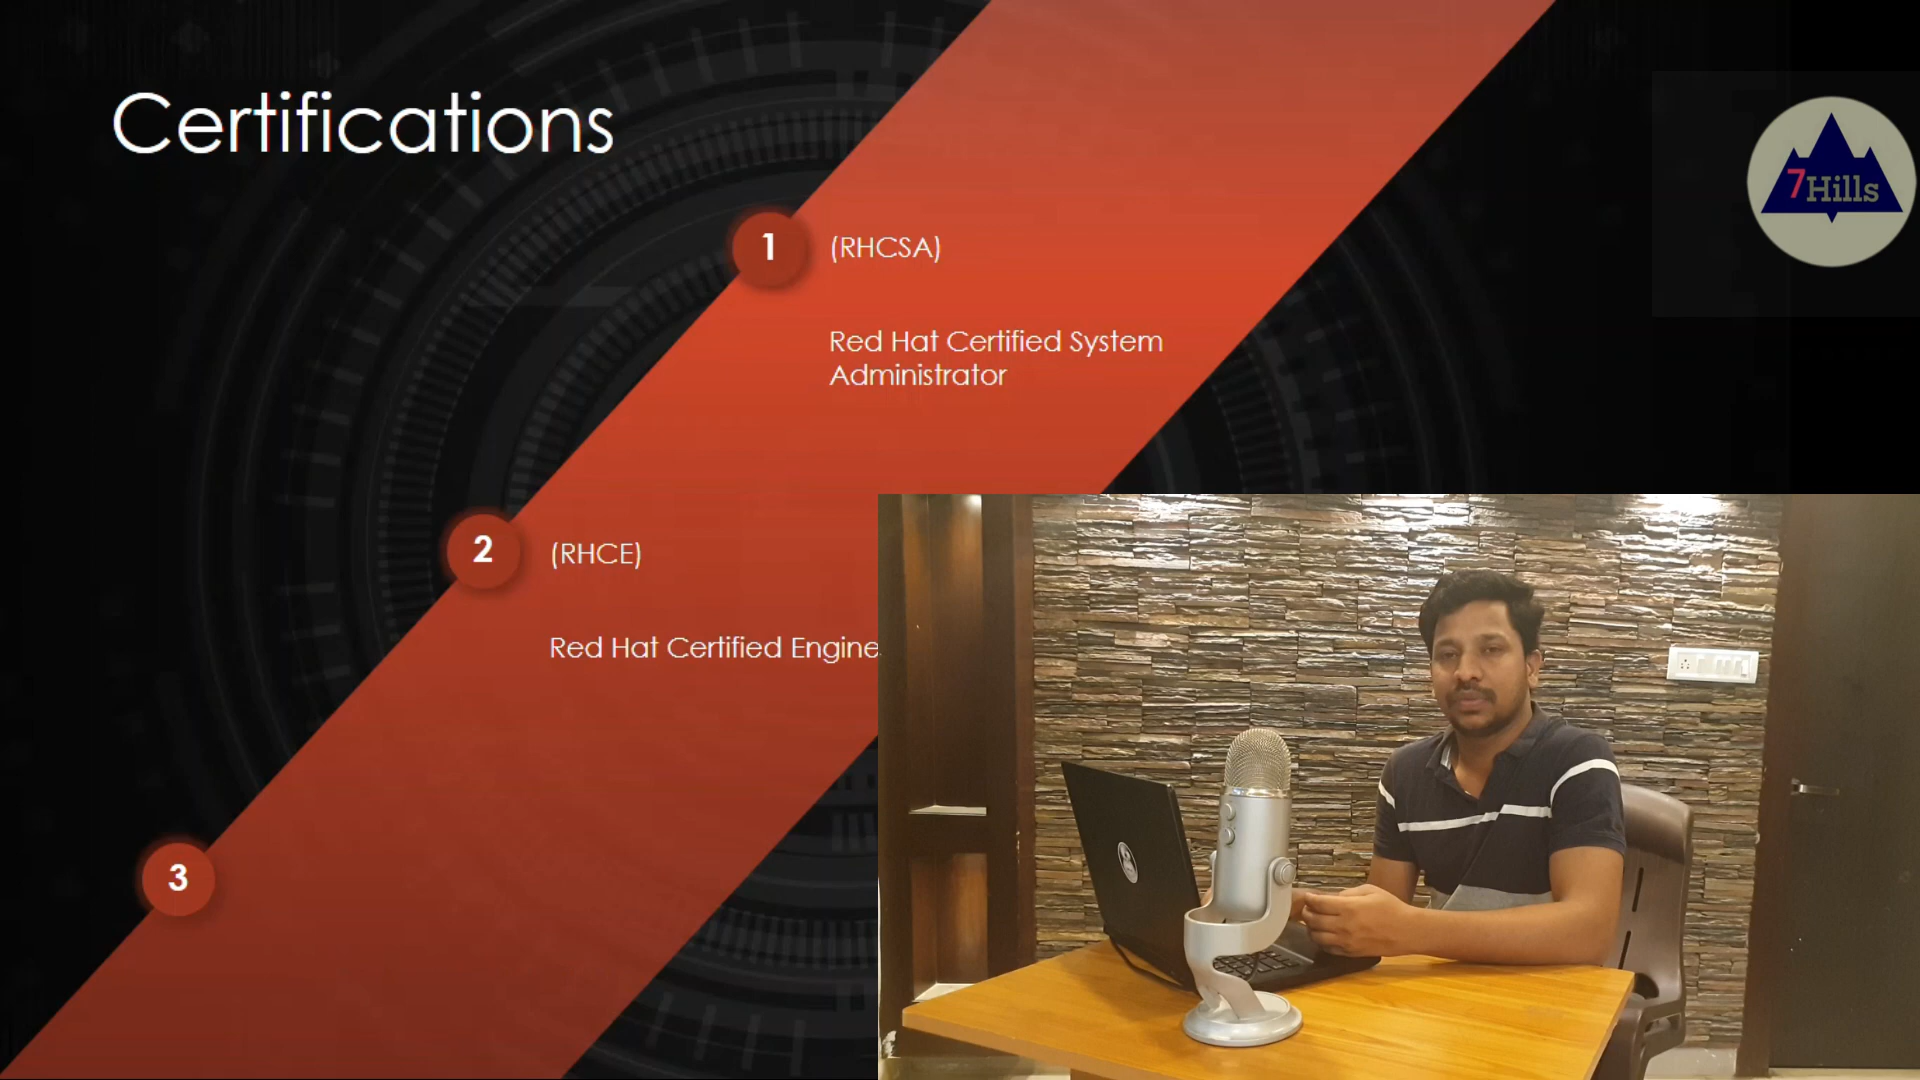 Certifications
7Hills
1
(RHCSA)
Red Hat Certified System
Administrator
2
(RHCE)
Red Hat Certified Engine
3